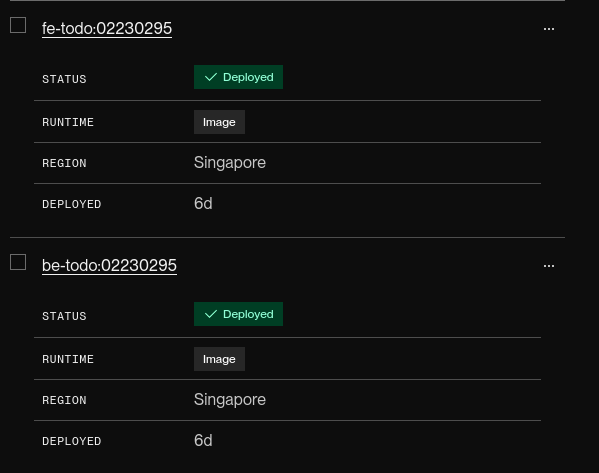 fe-todo:02230295
...
STATUS Deployed
RUNTIME Image
REGION Singapore
DEPLOYED 6d
be-todo:02230295
...
STATUS Deployed
RUNTIME Image
REGION Singapore
DEPLOYED 6d